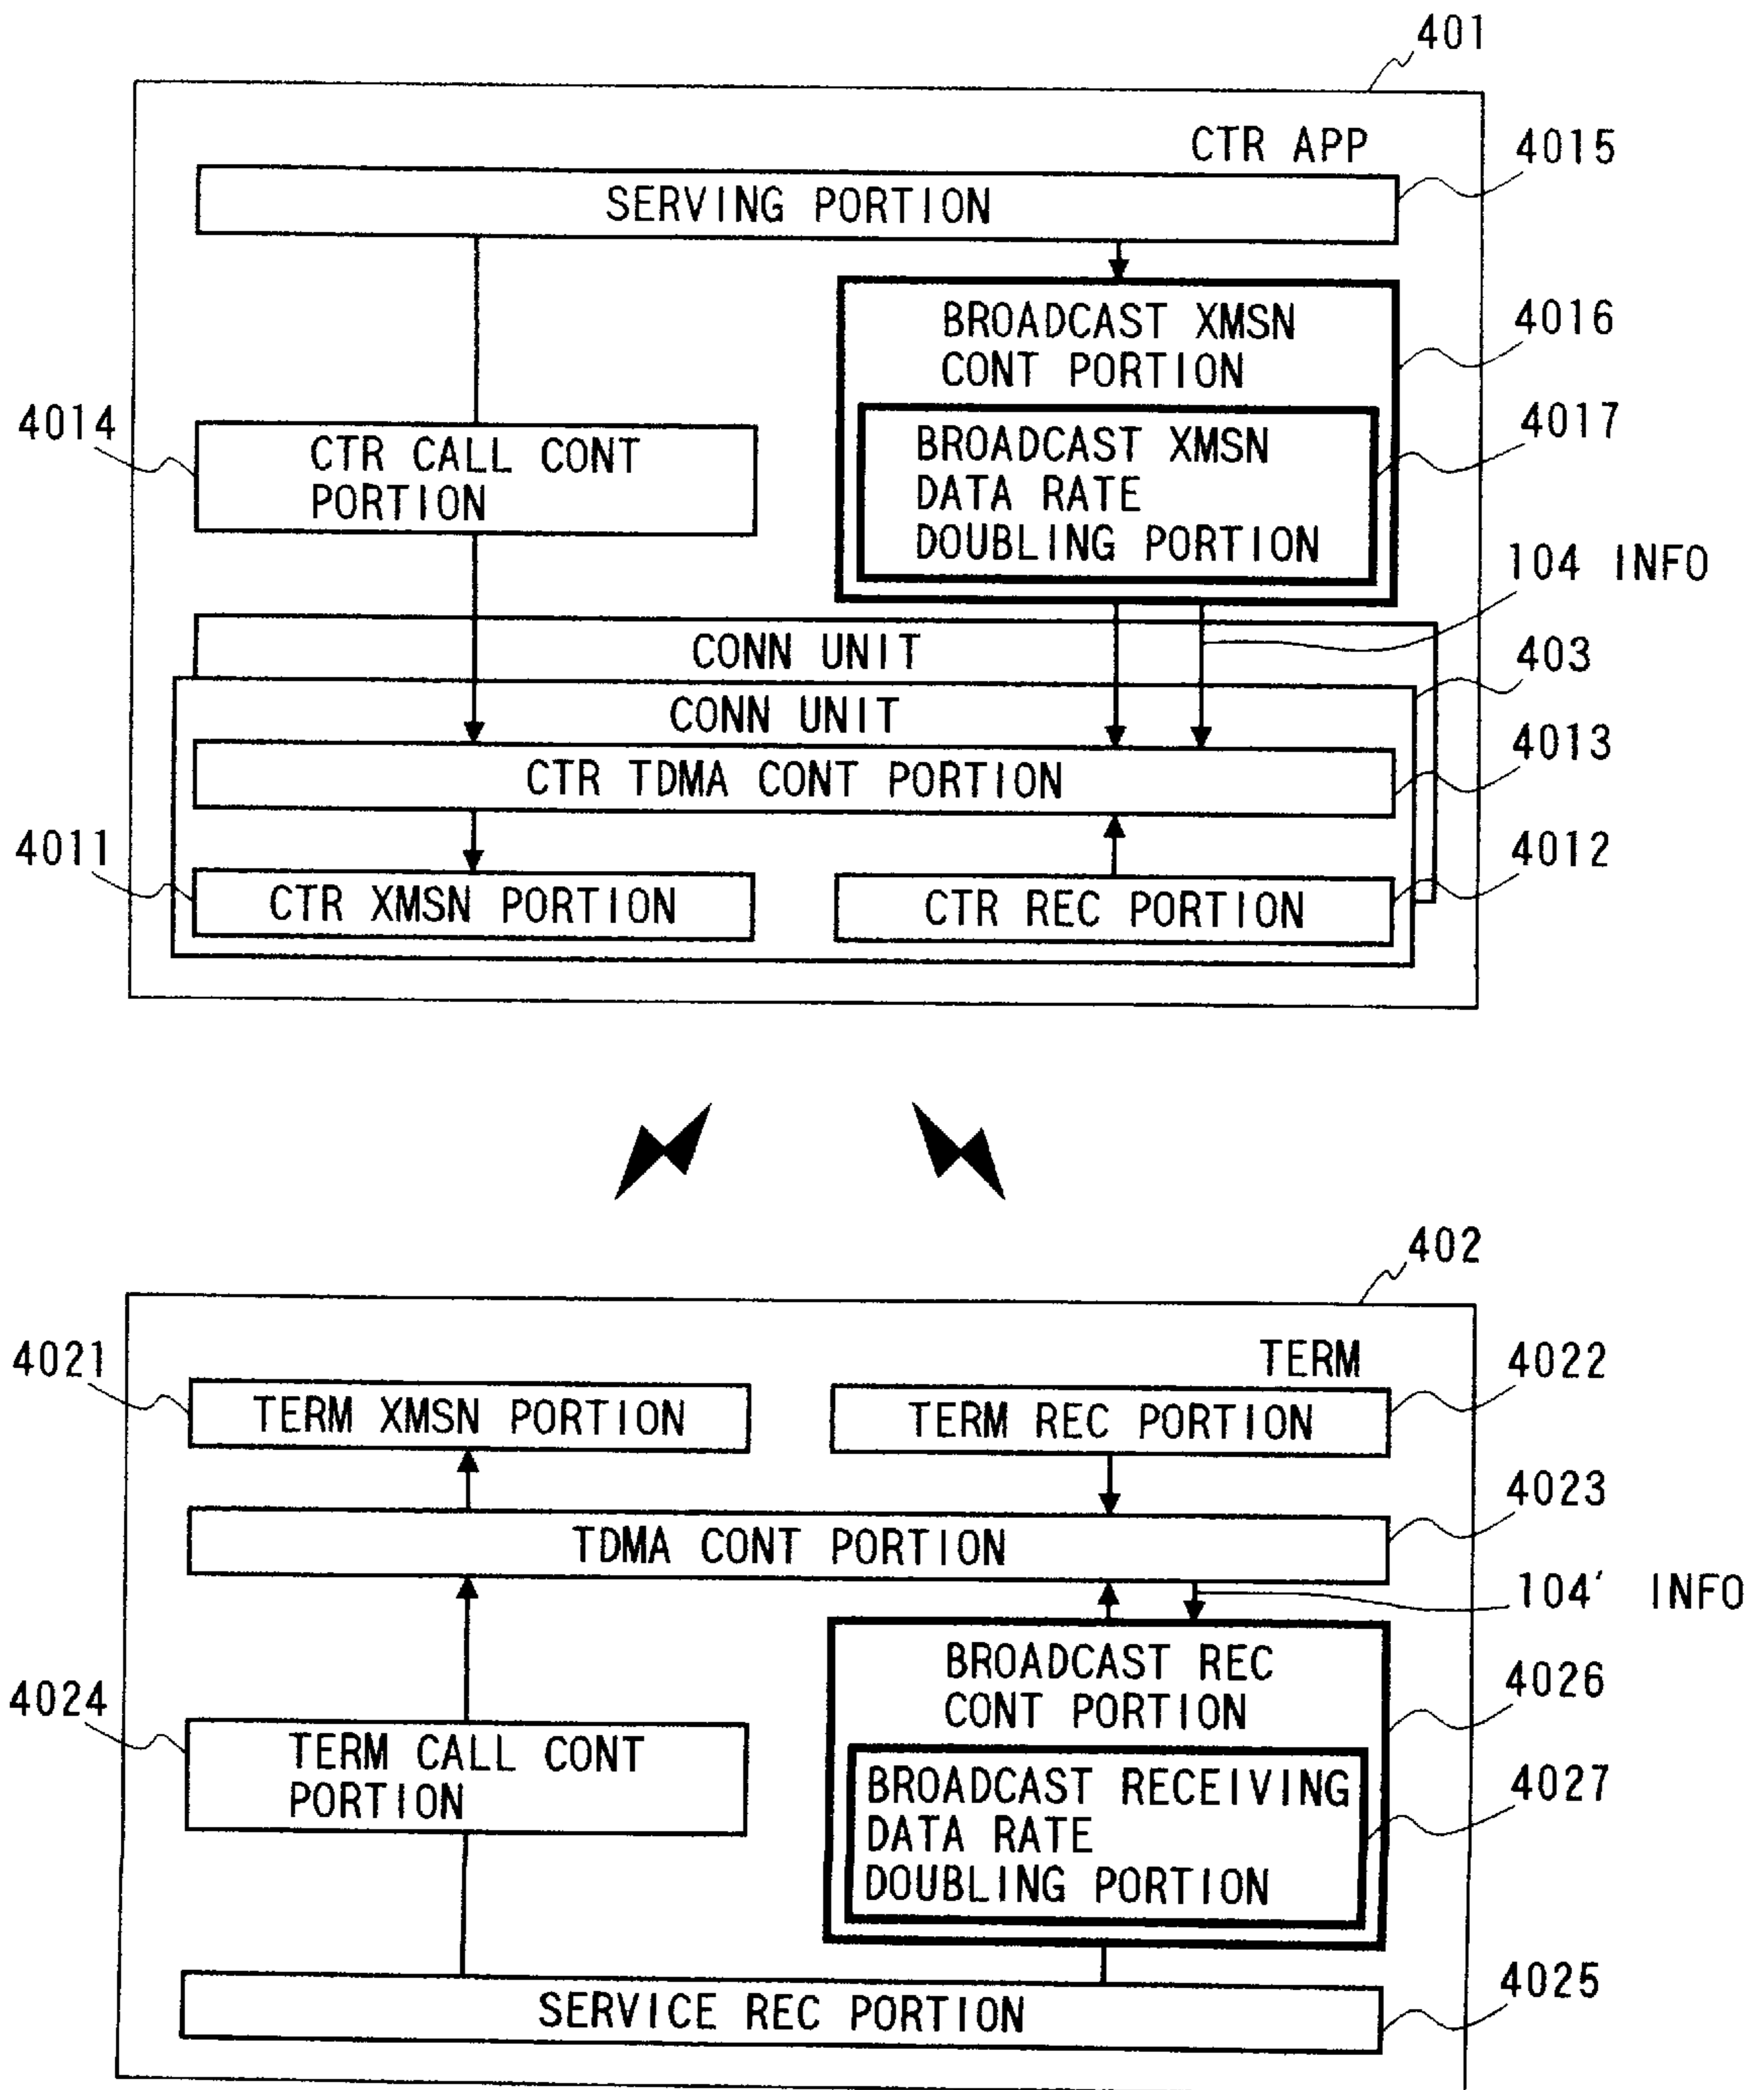 401
CTR APP
4015
SERVING PORTION
BROADCAST XMSN
CONT PORTION
4016
4014
CTR CALL CONT
PORTION
BROADCAST XMSN
DATA RATE
DOUBLING PORTION
4017
104 INFO
CONN UNIT
403
CONN UNIT
CTR TDMA CONT PORTION
4013
4011
CTR XMSN PORTION
CTR REC PORTION
4012
402
TERM
4021
TERM XMSN PORTION
TERM REC PORTION
4022
TDMA CONT PORTION
4023
104' INFO
BROADCAST REC
CONT PORTION
4026
4024
TERM CALL CONT
PORTION
BROADCAST RECEIVING
DATA RATE
DOUBLING PORTION
4027
SERVICE REC PORTION
4025